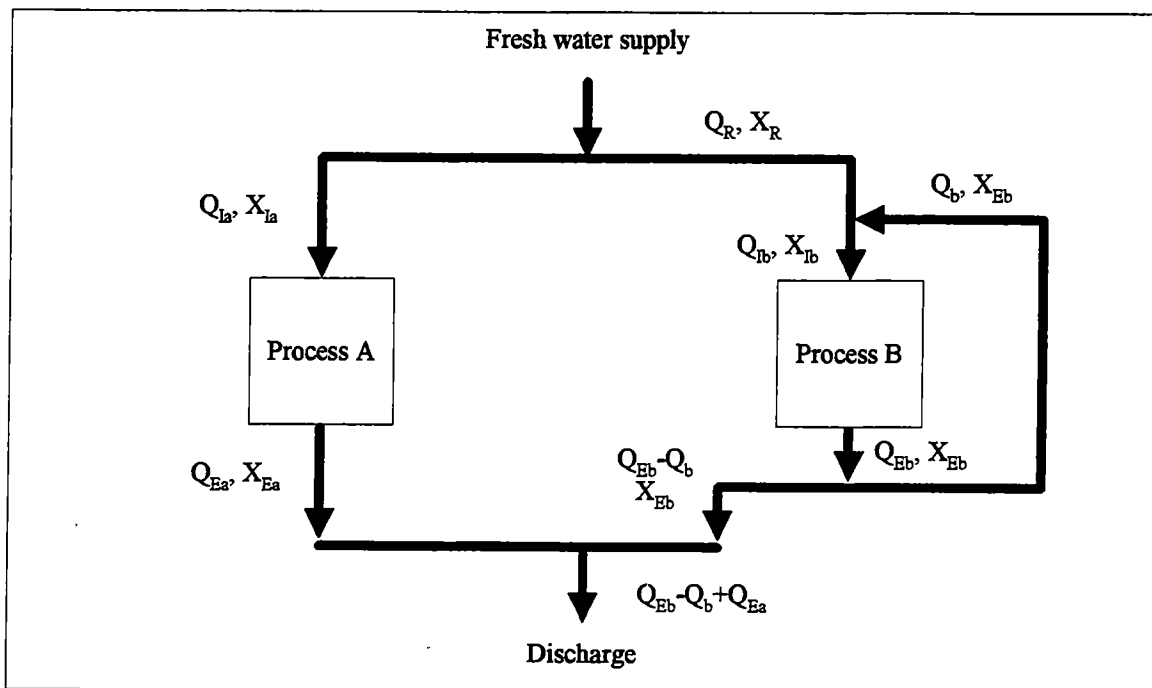 Fresh water supply
Q_R, X_R
Q_Ia, X_Ia
Q_b, X_Eb
Q_Ib, X_Ib
Process A
Process B
Q_Ea, X_Ea
Q_Eb-Q_b
X_Eb
Q_Eb, X_Eb
Q_Eb-Q_b+Q_Ea
Discharge